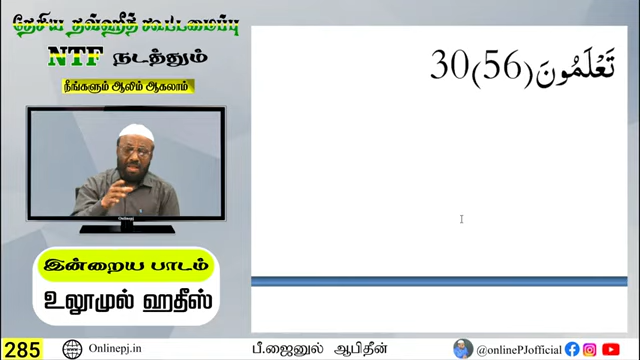 தேசிய தவ்ஹீத் கூட்டமைப்பு
NTF நடத்தும்
நீங்களும் ஆலிம் ஆகலாம்
تَعْلَمُونَ(56)30
Onlinepj
இன்றைய பாடம்
உலூமுல் ஹதீஸ்
285
Onlinepj.in
பீ.ஜைனுல் ஆபிதீன்
@onlinePJofficial